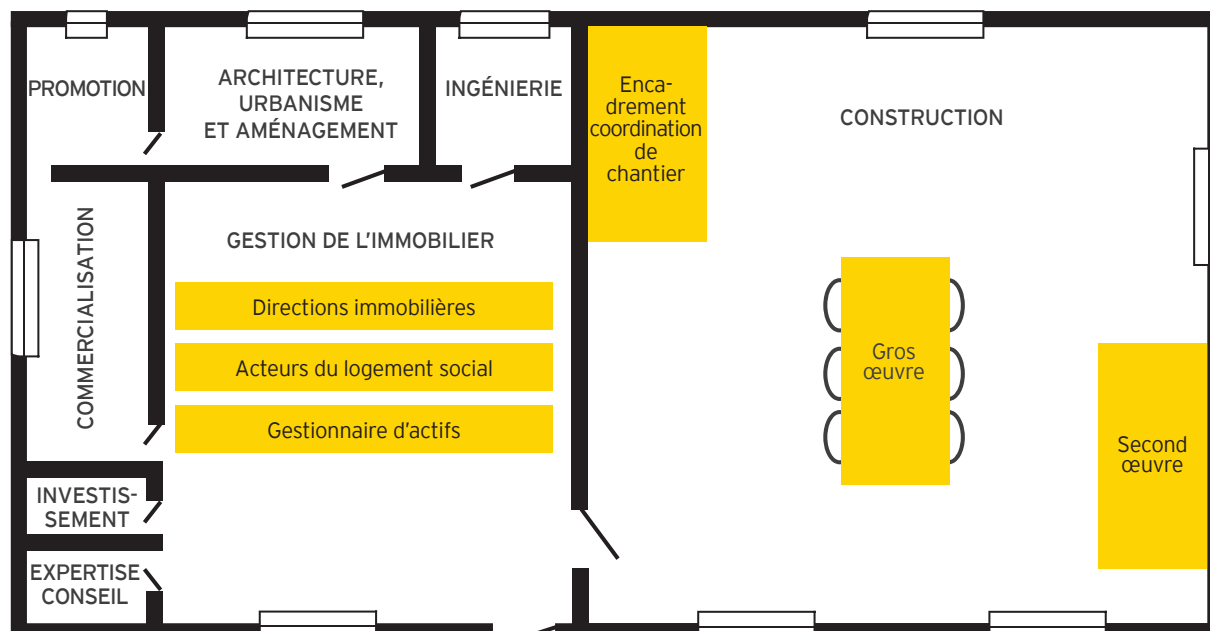 PROMOTION
ARCHITECTURE,
URBANISME
ET AMÉNAGEMENT
INGÉNIERIE
Enca-
drement
coordination
de
chantier
CONSTRUCTION
COMMERCIALISATION
GESTION DE L'IMMOBILIER
Directions immobilières
Acteurs du logement social
Gestionnaire d'actifs
Gros
œuvre
Second
œuvre
INVESTIS-
SEMENT
EXPERTISE
CONSEIL